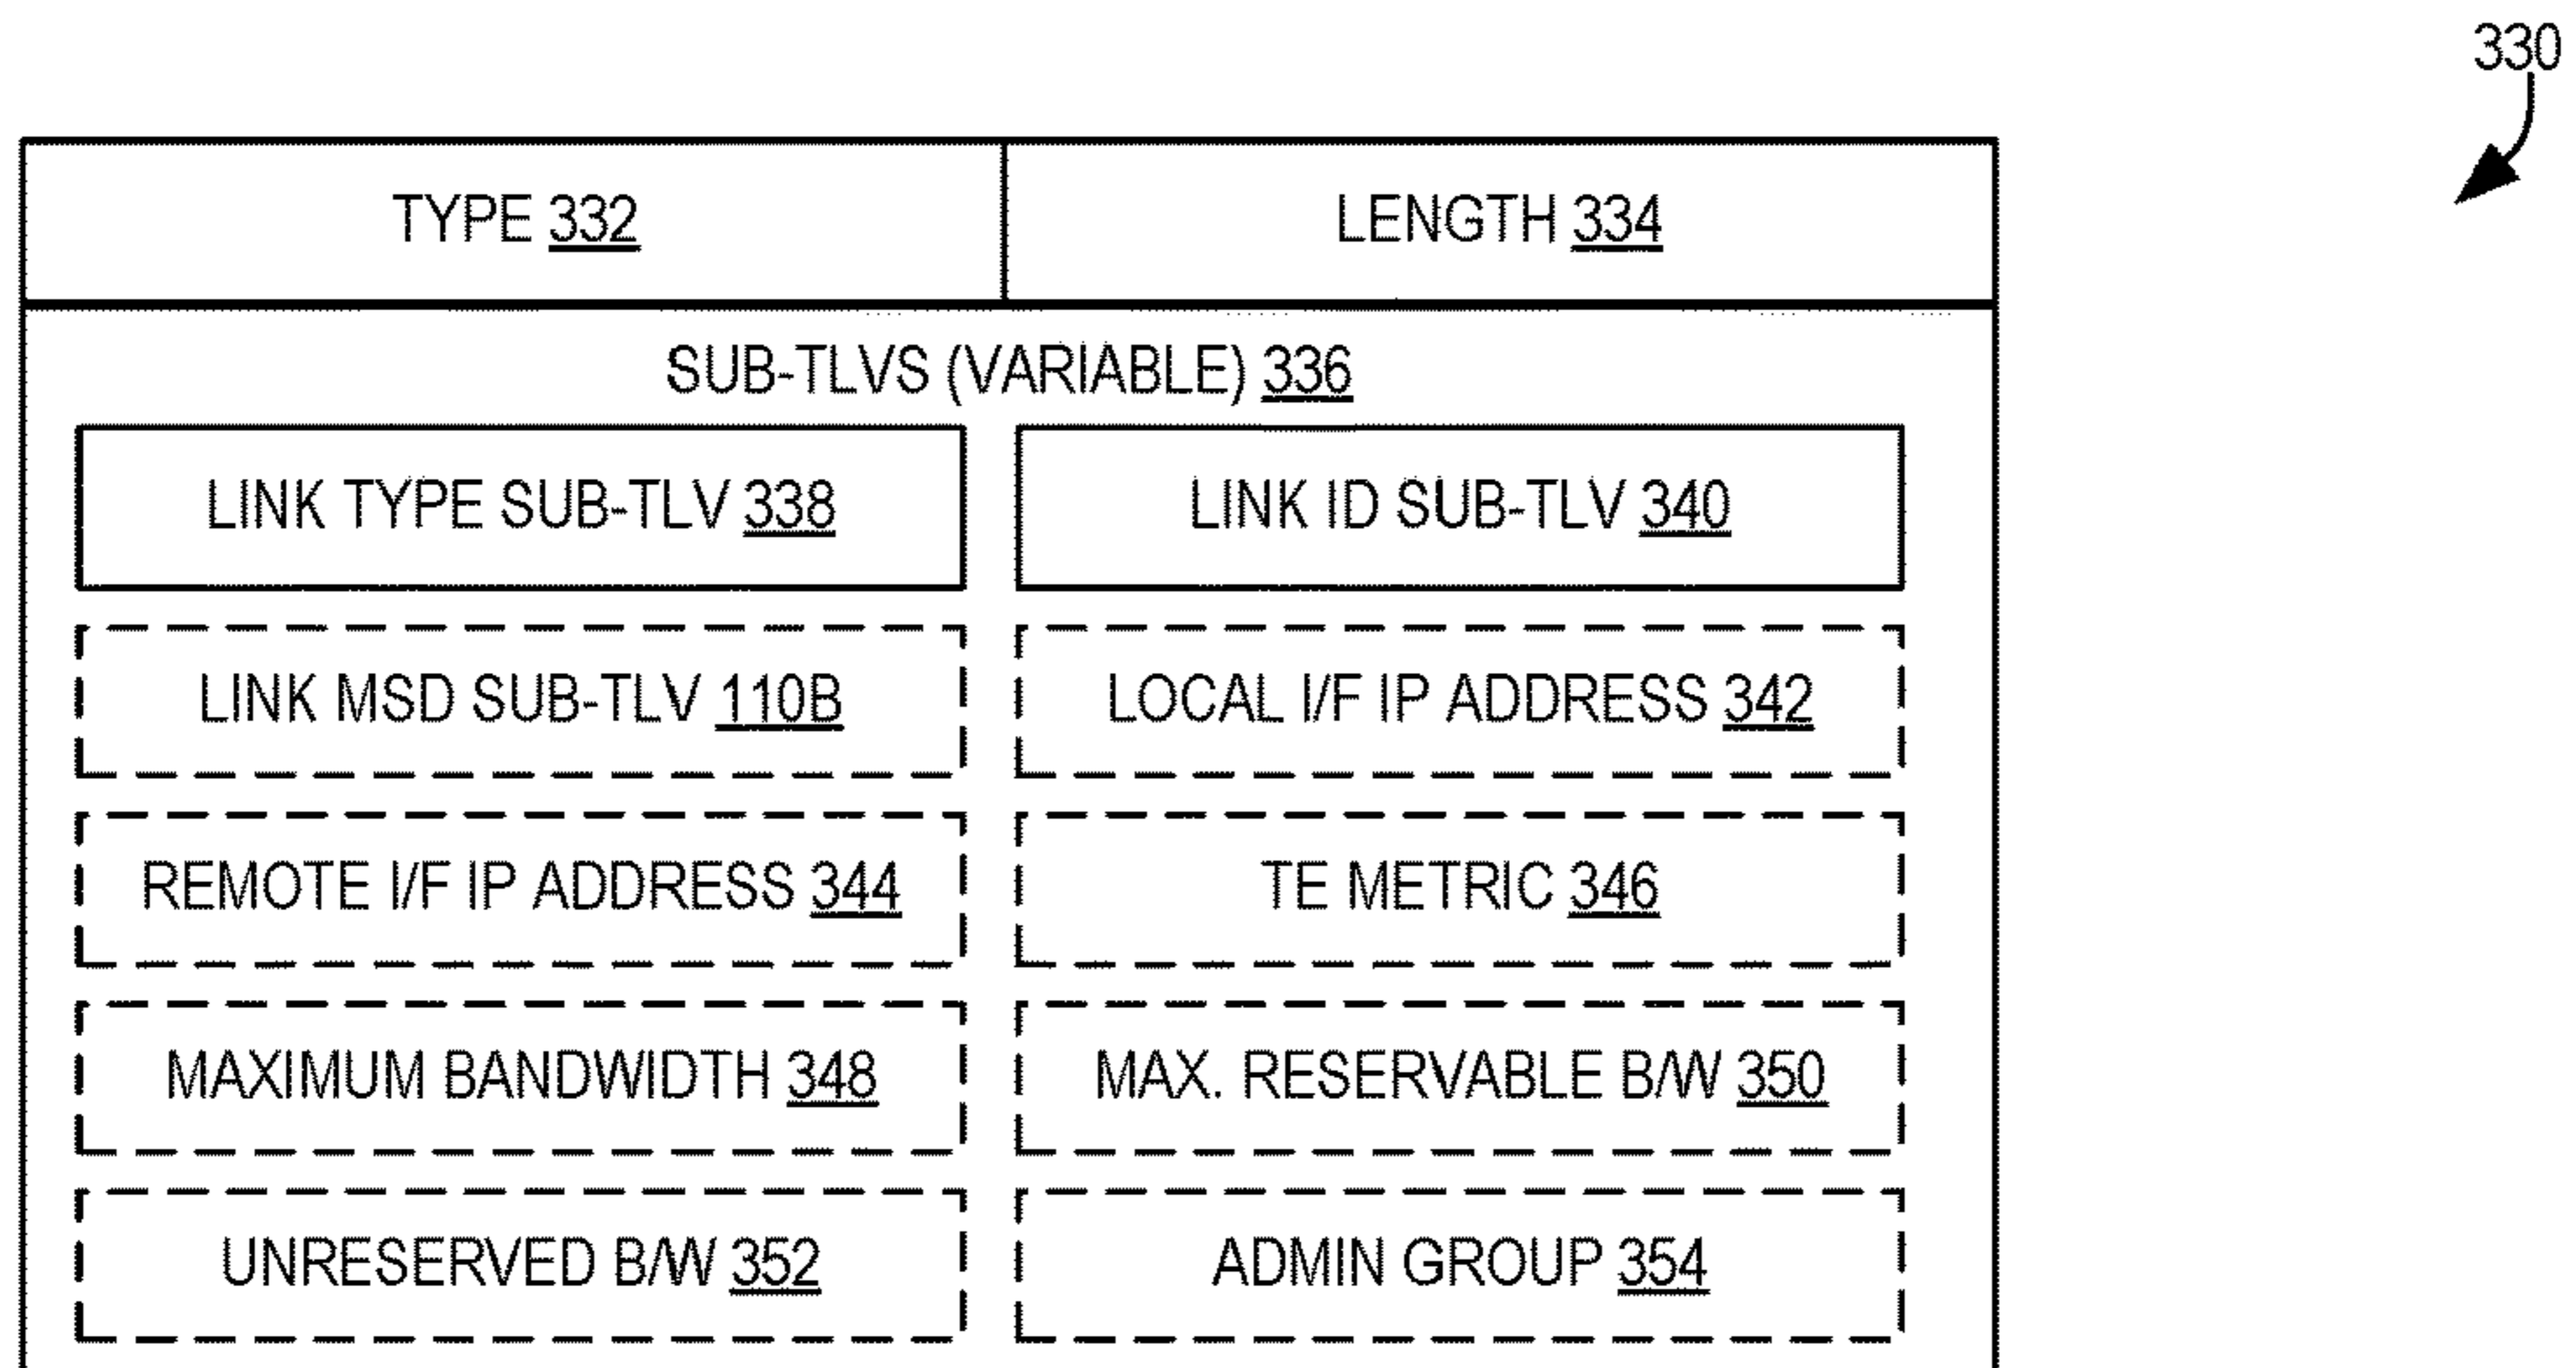 330
TYPE 332
LENGTH 334
SUB-TLVS (VARIABLE) 336
LINK TYPE SUB-TLV 338
LINK ID SUB-TLV 340
LINK MSD SUB-TLV 110B
LOCAL I/F IP ADDRESS 342
REMOTE I/F IP ADDRESS 344
TE METRIC 346
MAXIMUM BANDWIDTH 348
MAX. RESERVABLE B/W 350
UNRESERVED B/W 352
ADMIN GROUP 354